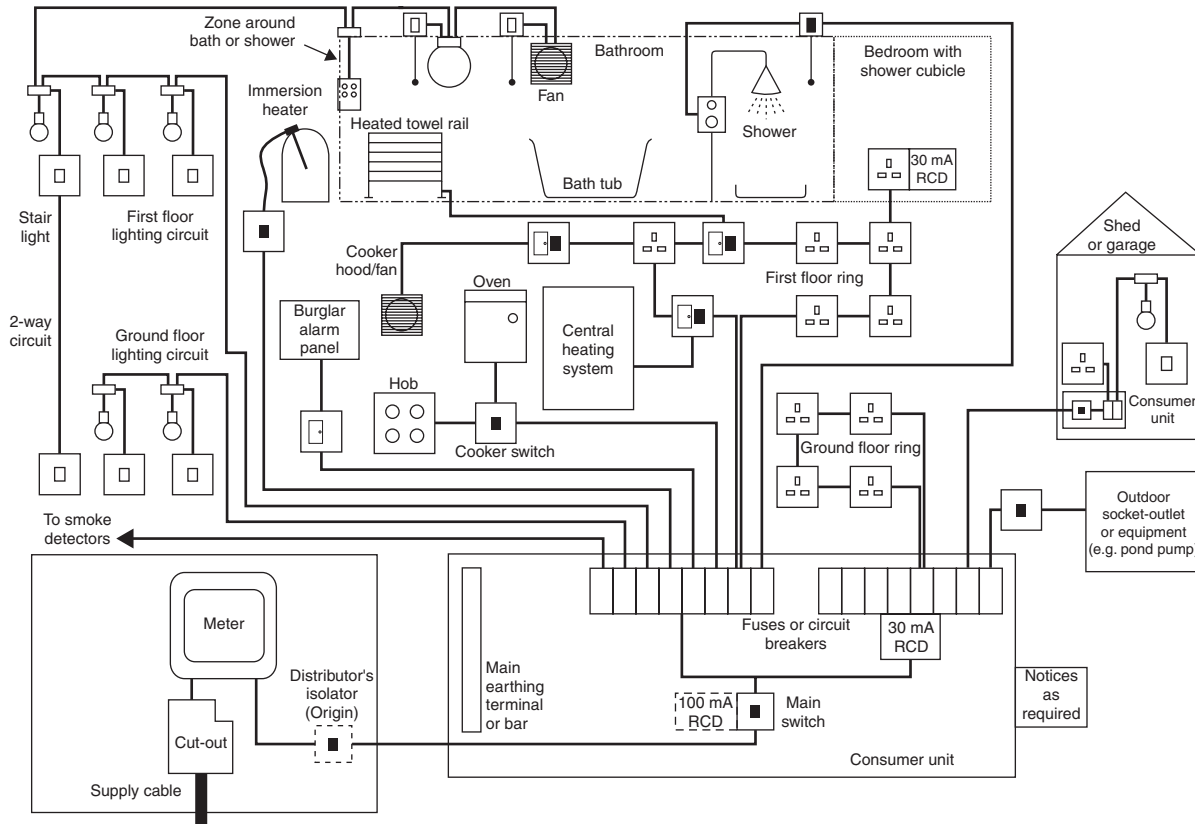 Zone around
bath or shower
Bathroom
Bedroom with
shower cubicle
Immersion
heater
Fan
Heated towel rail
Shower
Bath tub
30 mA
RCD
Stair
light
First floor
lighting circuit
Cooker
hood/fan
First floor ring
Shed
or garage
Oven
Burglar
alarm
panel
Central
heating
system
2-way
circuit
Ground floor
lighting circuit
Hob
Consumer
unit
Cooker switch
Ground floor ring
To smoke
detectors
Outdoor
socket-outlet
or equipment
(e.g. pond pump)
Meter
Fuses or circuit
breakers
30 mA
RCD
Distributor's
isolator
(Origin)
Main
earthing
terminal
or bar
100 mA
RCD
Main
switch
Notices
as
required
Cut-out
Supply cable
Consumer unit